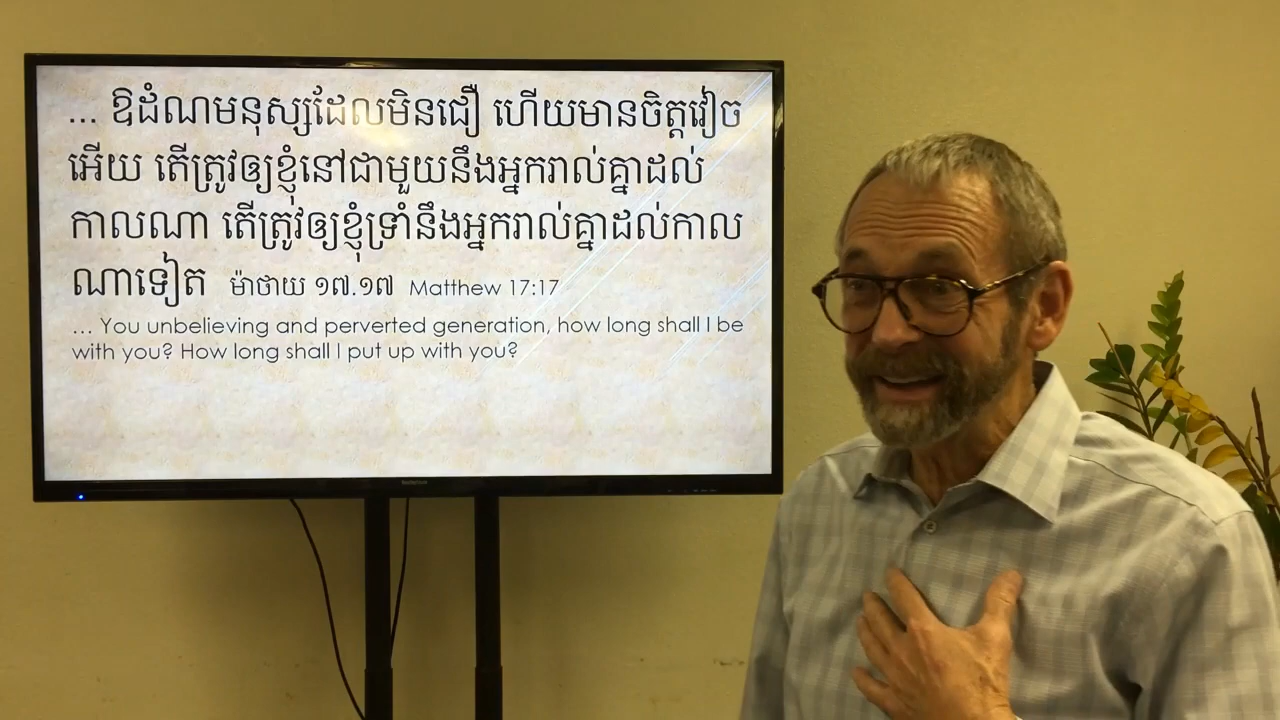 ... ឱដំណមនុស្សដែលមិនជឿ ហើយមានចិត្តវៀច
អើយ តើត្រូវឲ្យខ្ញុំនៅជាមួយនឹងអ្នករាល់គ្នាដល់
កាលណា តើត្រូវឲ្យខ្ញុំទ្រាំនឹងអ្នករាល់គ្នាដល់កាល
ណាទៀត ម៉ាថាយ ១៧.១៧ Matthew 17:17
... You unbelieving and perverted generation, how long shall I be
with you? How long shall I put up with you?